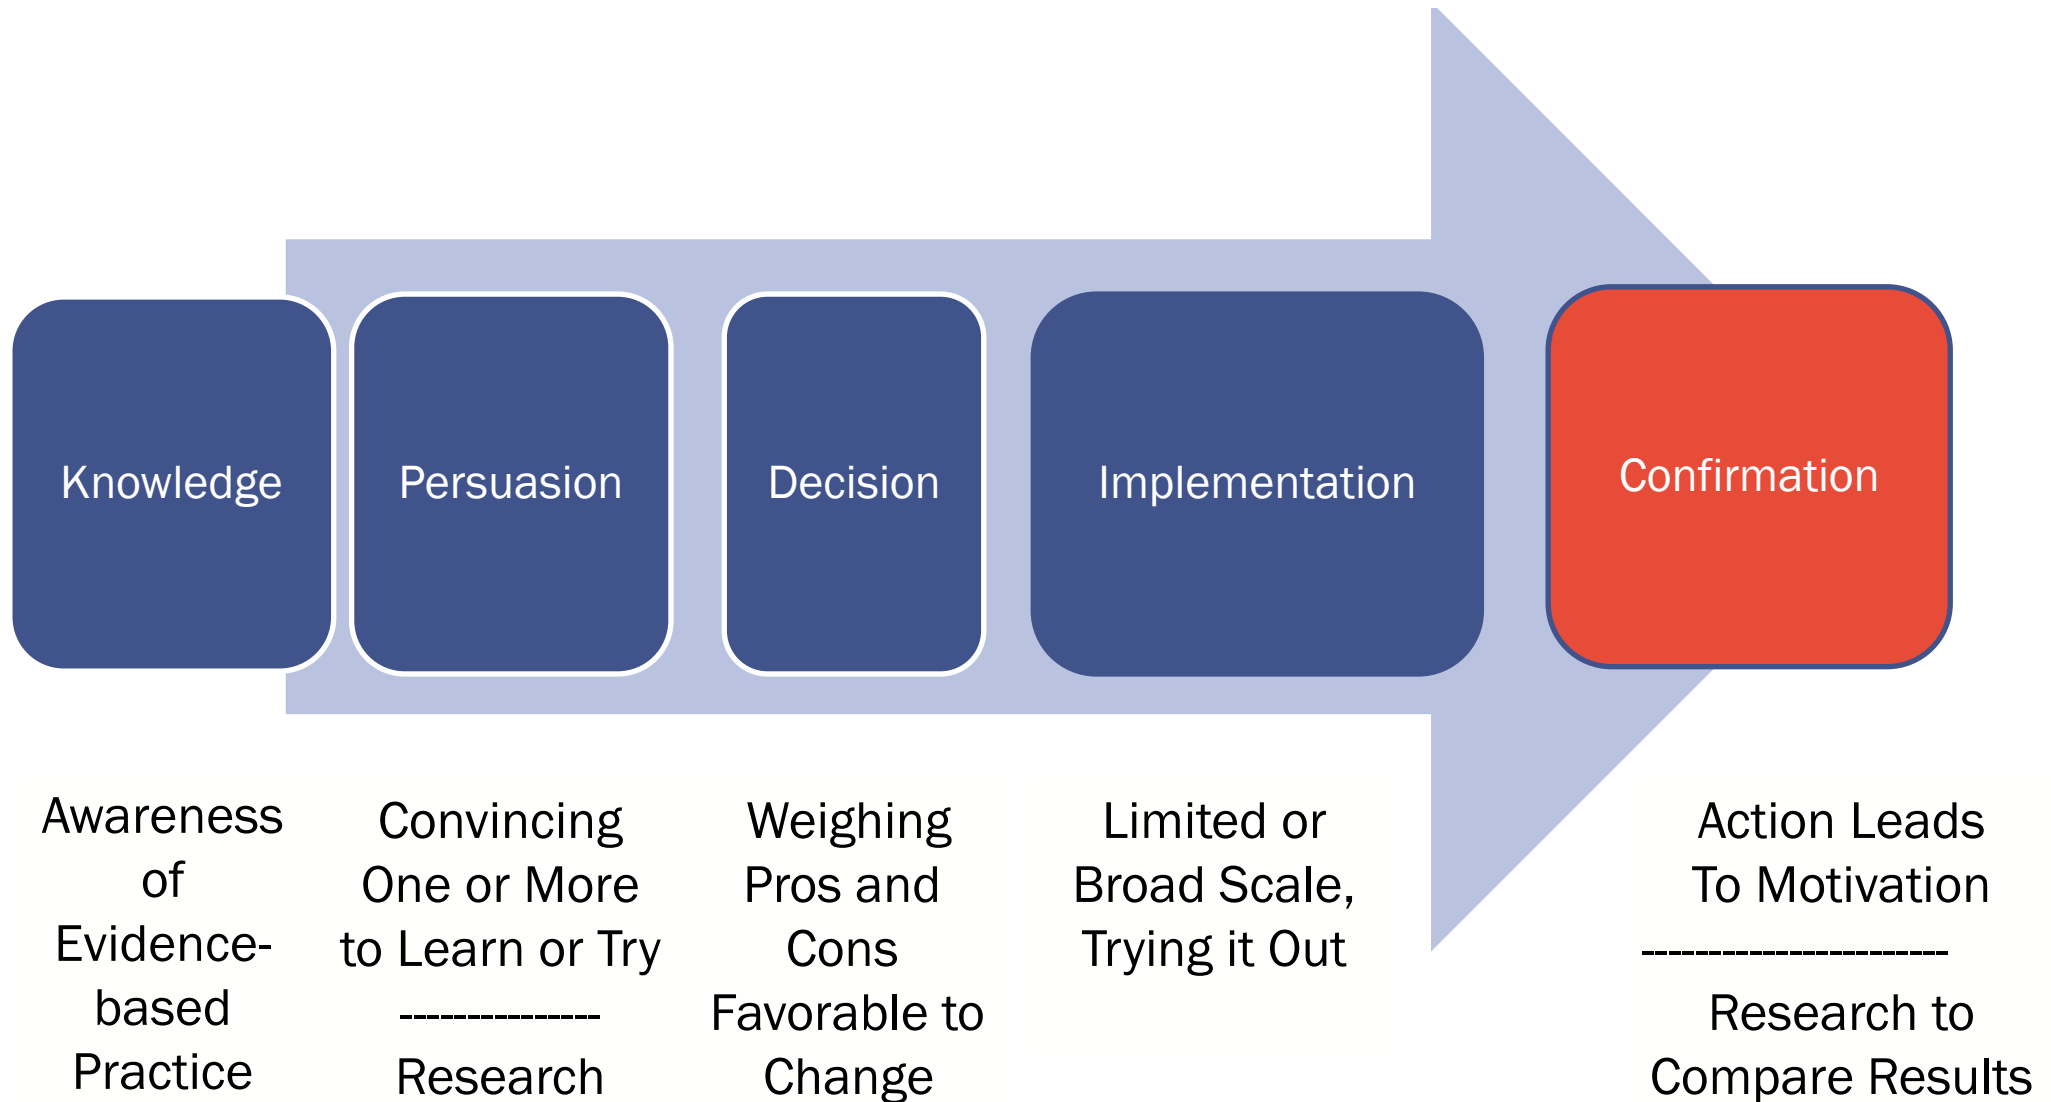 Knowledge
Persuasion
Decision
Implementation
Confirmation
Awareness
of
Evidence-
based
Practice
Convincing
One or More
to Learn or Try
---------------
Research
Weighing
Pros and
Cons
Favorable to
Change
Limited or
Broad Scale,
Trying it Out
Action Leads
To Motivation
-----------------------
Research to
Compare Results